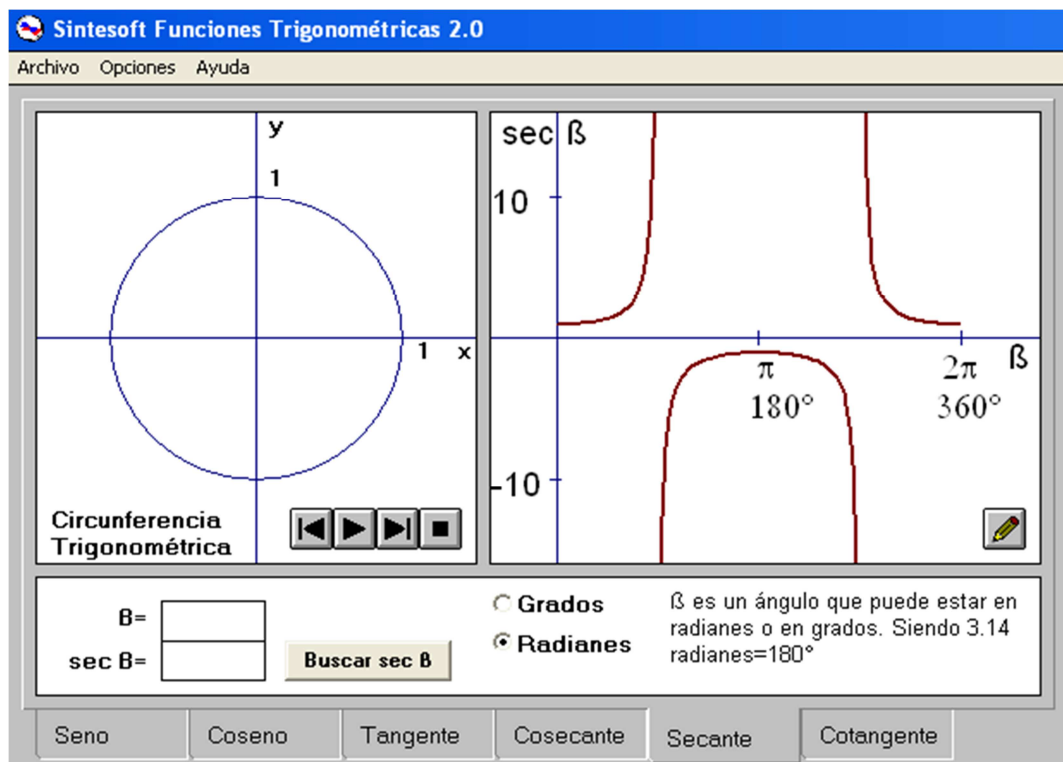 Sintesoft Funciones Trigonométricas 2.0
Archivo Opciones Ayuda
y
1
1 x
Circunferencia
Trigonométrica
sec ß
10
π 2π ß
180° 360°
-10
ß=
sec ß=
Buscar sec ß
Grados
Radianes
ß es un ángulo que puede estar en
radianes o en grados. Siendo 3.14
radianes=180°
Seno Coseno Tangente Cosecante Secante Cotangente